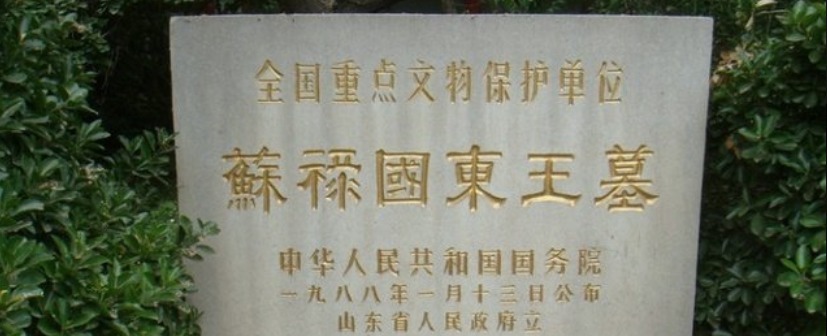 全国重点文物保护单位
蘇祿國東王墓
中华人民共和国国务院
一九八八年一月十三日公布
山东省人民政府立